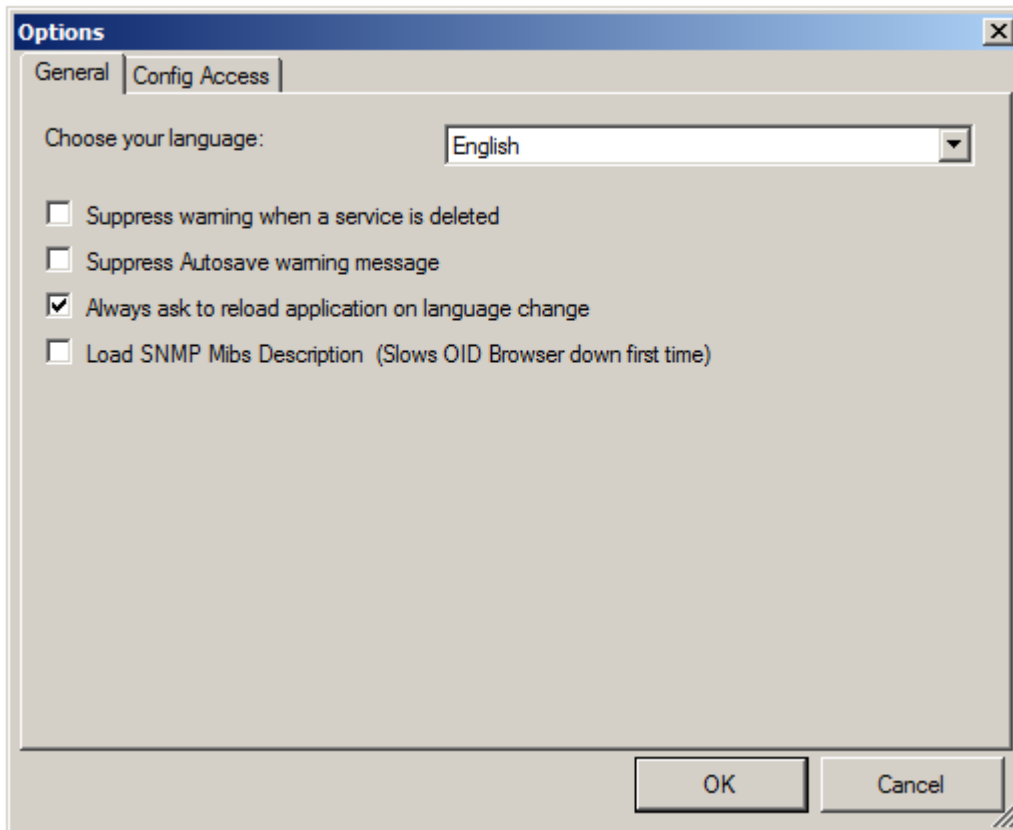 Options
General
Config Access
Choose your language:
English
Suppress warning when a service is deleted
Suppress Autosave warning message
Always ask to reload application on language change
Load SNMP Mibs Description (Slows OID Browser down first time)
OK
Cancel